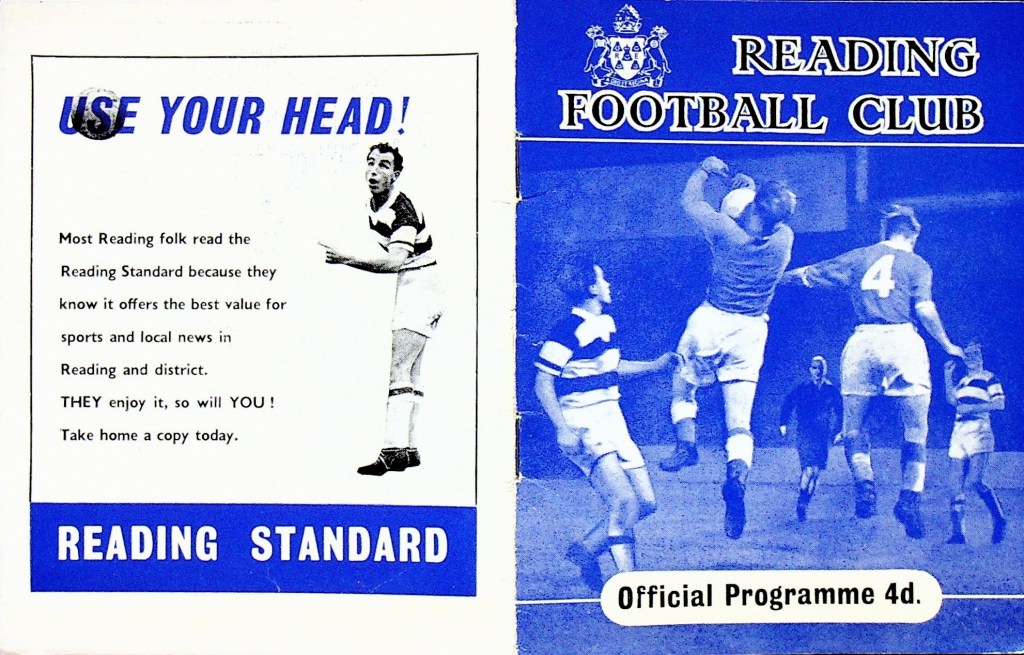 USE YOUR HEAD!
Most Reading folk read the
Reading Standard because they
know it offers the best value for
sports and local news in
Reading and district.
THEY enjoy it, so will YOU!
Take home a copy today.
READING STANDARD
READING
FOOTBALL CLUB
4
Official Programme 4d.